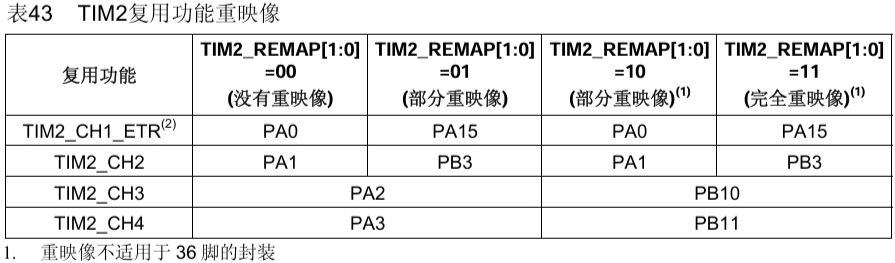 表43 TIM2复用功能重映像
复用功能 TIM2_REMAP[1:0] =00 (没有重映像) TIM2_REMAP[1:0] =01 (部分重映像) TIM2_REMAP[1:0] =10 (部分重映像)(1) TIM2_REMAP[1:0] =11 (完全重映像)(1)
TIM2_CH1_ETR(2) PA0 PA15 PA0 PA15
TIM2_CH2 PA1 PB3 PA1 PB3
TIM2_CH3 PA2 PB10
TIM2_CH4 PA3 PB11
1. 重映像不适用于 36 脚的封装